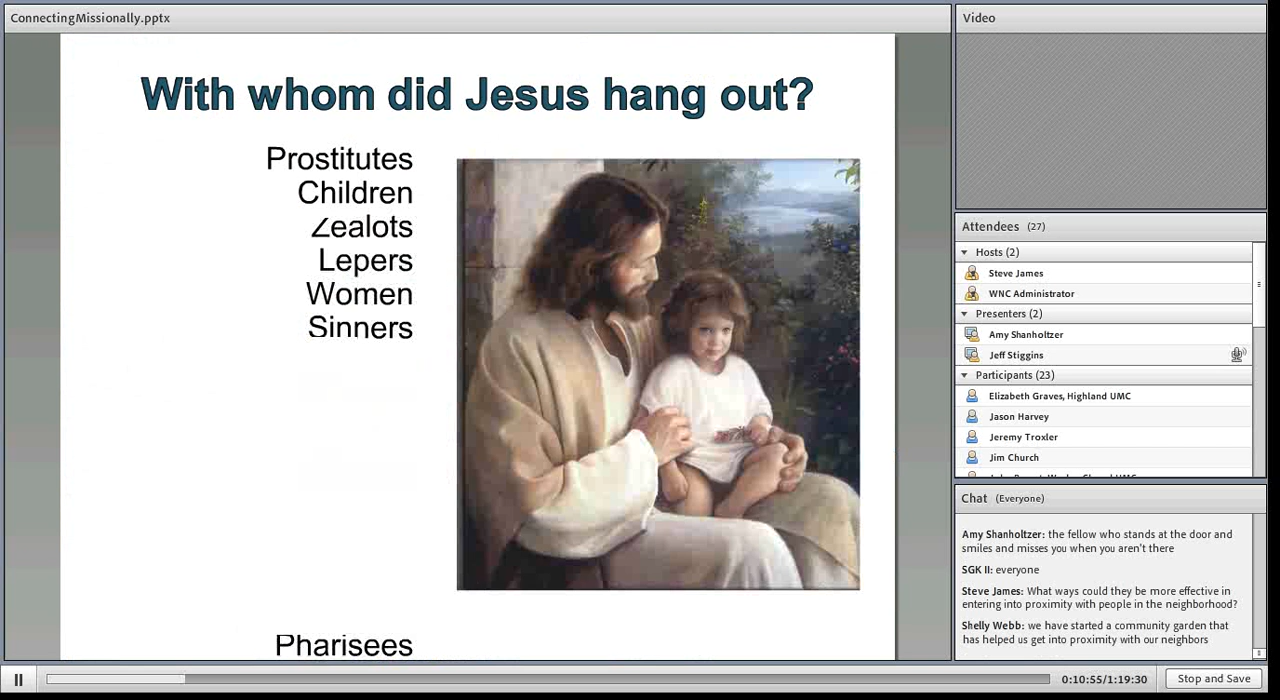 ConnectingMissionally.pptx
With whom did Jesus hang out?
Prostitutes
Children
Zealots
Lepers
Women
Sinners
Pharisees
Video
Attendees (27)
Hosts (2)
Steve James
WNC Administrator
Presenters (2)
Amy Shanholtzer
Jeff Stiggins
Participants (23)
Elizabeth Graves, Highland UMC
Jason Harvey
Jeremy Troxler
Jim Church
Chat (Everyone)
Amy Shanholtzer: the fellow who stands at the door and
smiles and misses you when you aren't there
SGK II: everyone
Steve James: What ways could they be more effective in
entering into proximity with people in the neighborhood?
Shelly Webb: we have started a community garden that
has helped us get into proximity with our neighbors
0:10:55/1:19:30
Stop and Save